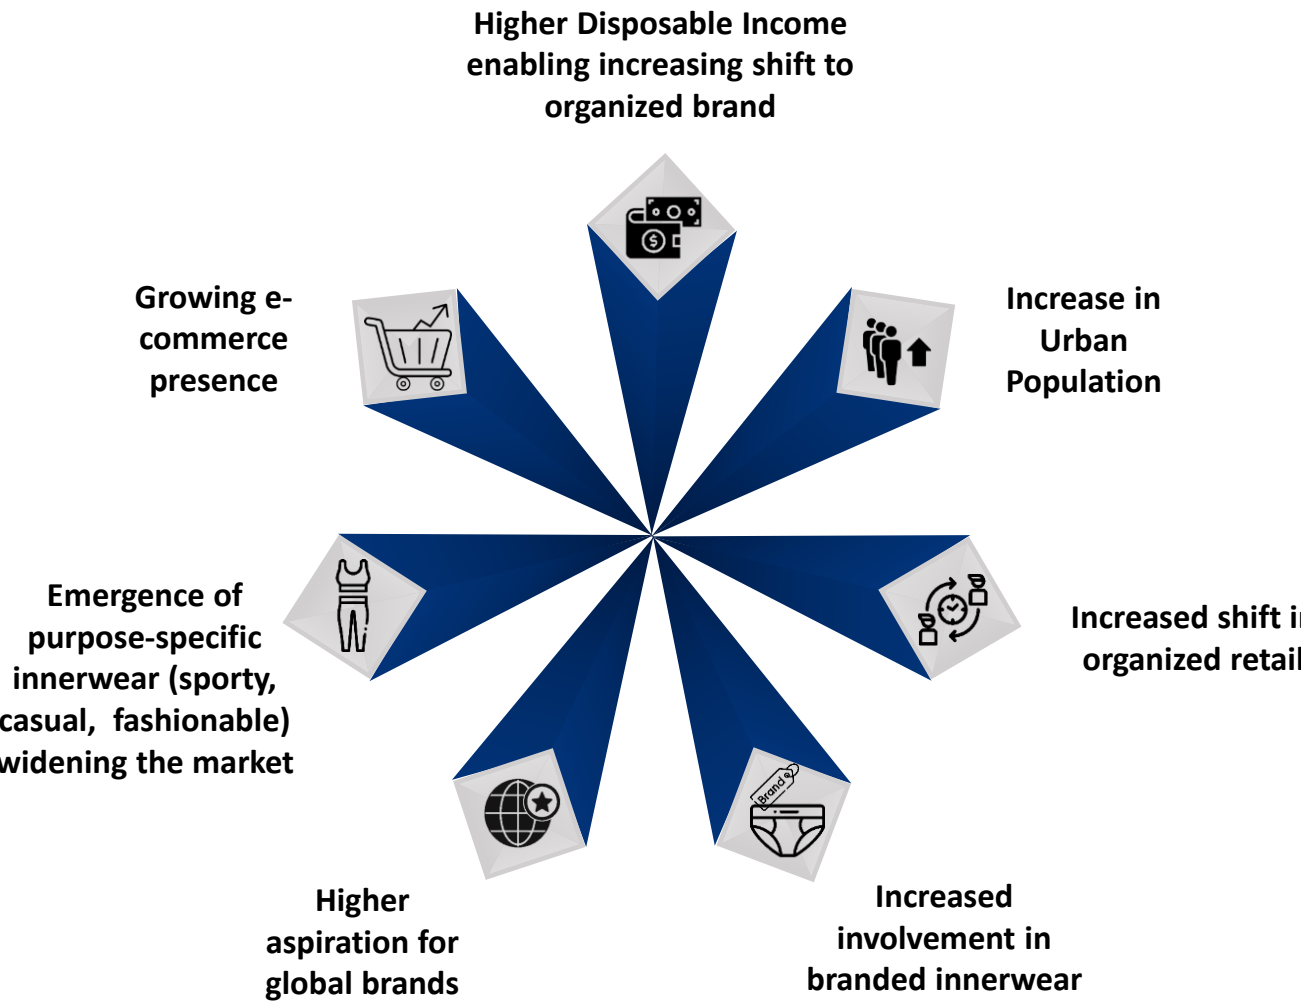 Higher Disposable Income
enabling increasing shift to
organized brand
Growing e-
commerce
presence
Increase in
Urban
Population
Emergence of
purpose-specific
innerwear (sporty,
casual, fashionable)
widening the market
Increased shift in
organized retail
Brand
Higher
aspiration for
global brands
Increased
involvement in
branded innerwear